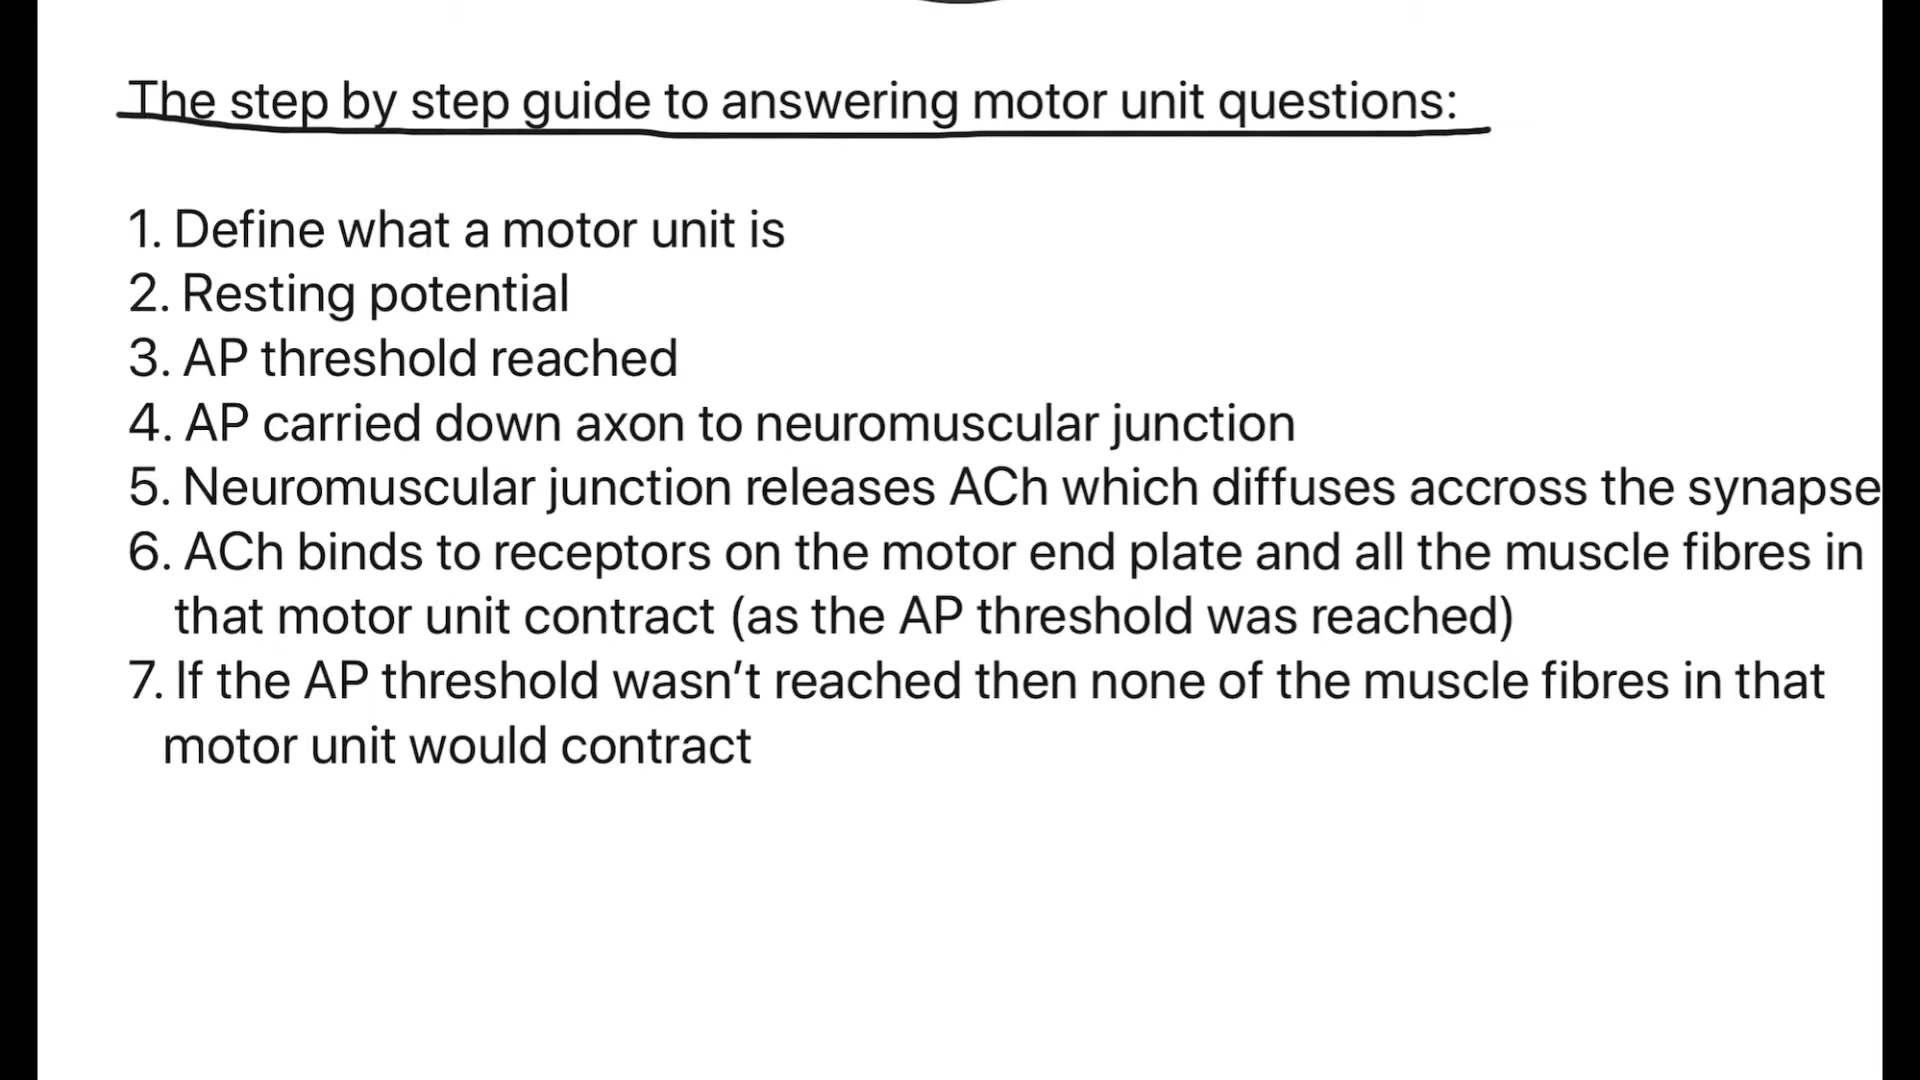 The step by step guide to answering motor unit questions:
1. Define what a motor unit is
2. Resting potential
3. AP threshold reached
4. AP carried down axon to neuromuscular junction
5. Neuromuscular junction releases ACh which diffuses accross the synapse
6. ACh binds to receptors on the motor end plate and all the muscle fibres in
that motor unit contract (as the AP threshold was reached)
7. If the AP threshold wasn’t reached then none of the muscle fibres in that
motor unit would contract